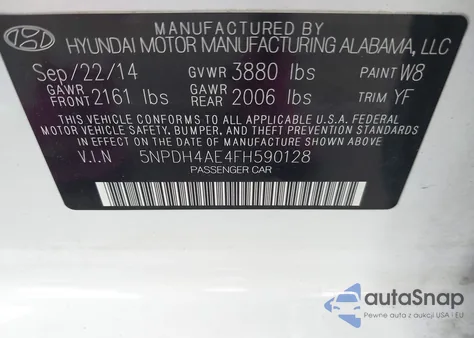 MANUFACTURED BY
HYUNDAI MOTOR MANUFACTURING ALABAMA, LLC
Sep/22/14 GVWR 3880 lbs PAINT W8
GAWR FRONT 2161 lbs GAWR REAR 2006 lbs TRIM YF
THIS VEHICLE CONFORMS TO ALL APPLICABLE U.S.A FEDERAL
MOTOR VEHICLE SAFETY, BUMPER, AND THEFT PREVENTION
STANDARDS IN EFFECT ON THE DATE OF MANUFACTURE SHOWN
ABOVE.
V.I.N 5NPDH4AE4FH590128
PASSENGER CAR
autoSnap
Pewne auta z aukcji USA i EU